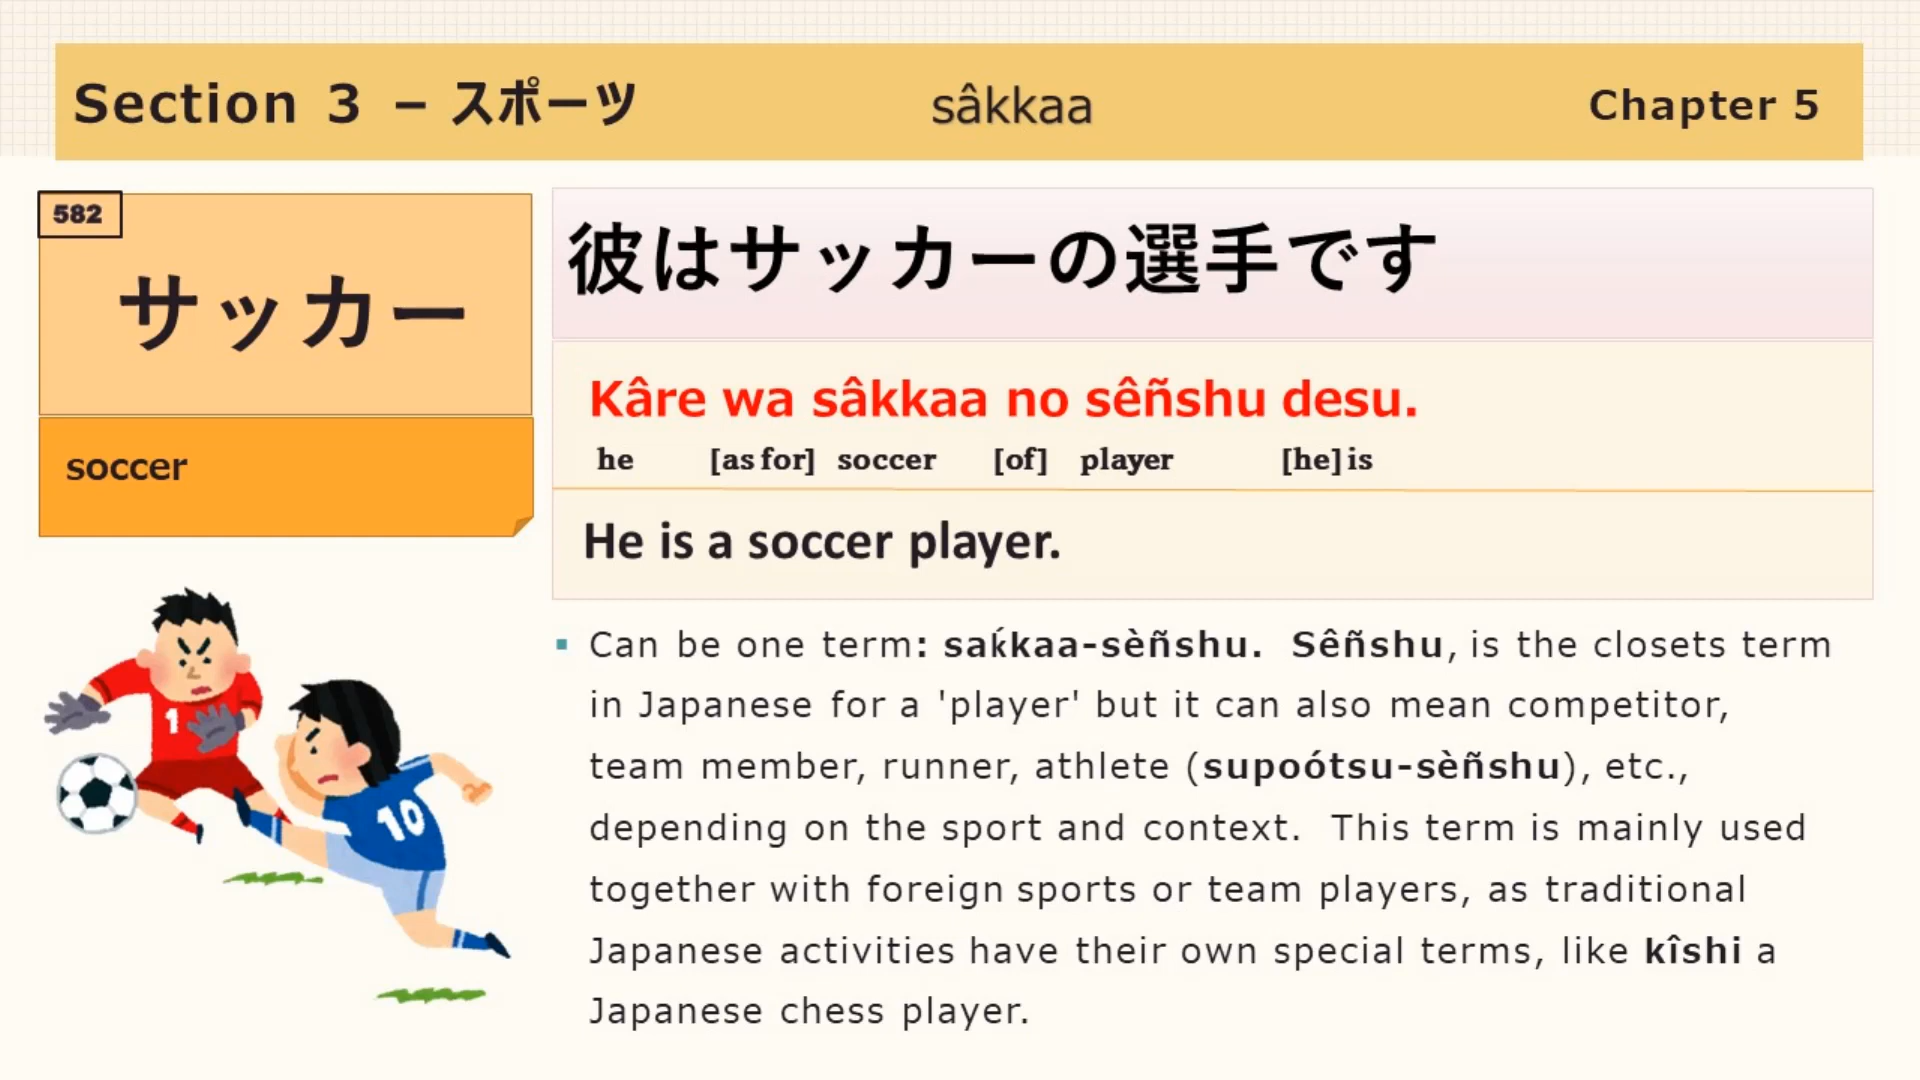 Section 3 – スポーツ sâkkaa Chapter 5
582
サッカー
soccer
彼はサッカーの選手です
Kâre wa sâkkaa no sêñshu desu.
he [as for] soccer [of] player [he] is
He is a soccer player.
▪ Can be one term: saḱkaa-sèñshu. Sêñshu, is the closets term
in Japanese for a 'player' but it can also mean competitor,
team member, runner, athlete (supoótsu-sèñshu), etc.,
depending on the sport and context. This term is mainly used
together with foreign sports or team players, as traditional
Japanese activities have their own special terms, like kîshi a
Japanese chess player.
1
10